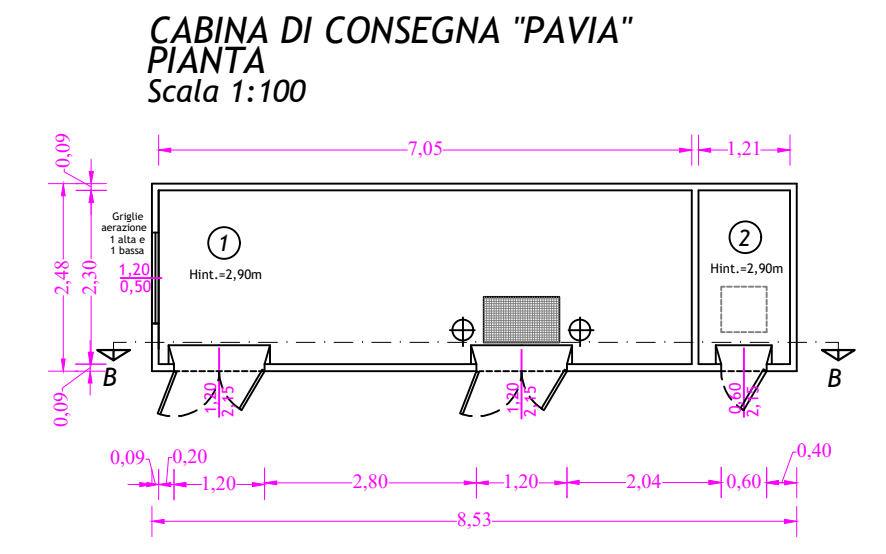 CABINA DI CONSEGNA "PAVIA"
PIANTA
Scala 1:100
7,05
1,21
0,09
2,48
2,30
0,09
Griglie
aerazione
1 alta e
1 bassa
1,20
0,50
1
Hint.=2,90m
2
Hint.=2,90m
B
B
1,20
2,15
1,20
2,15
0,60
2,15
0,09
0,20
1,20
2,80
1,20
2,04
0,60
0,40
8,53